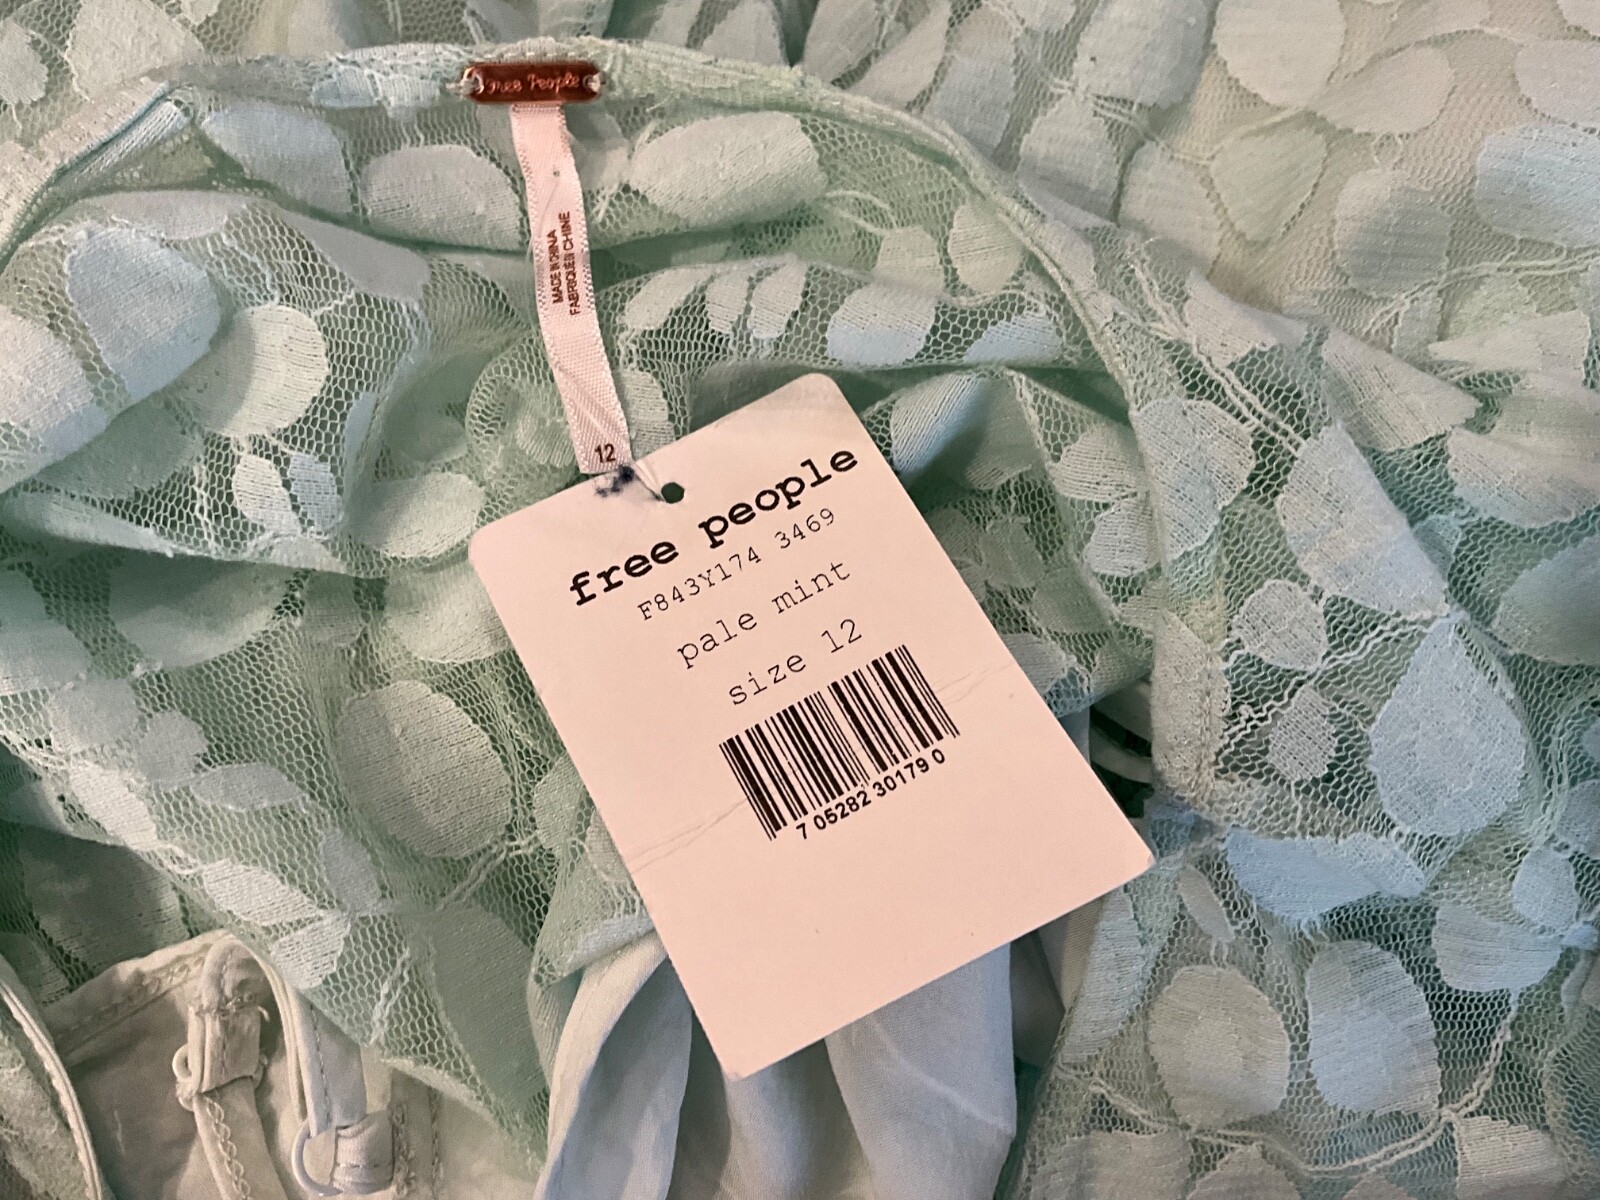 Free People
MADE IN CHINA
FABRIQUE EN CHINE
12
free people
F843Y174 3469
pale mint
size 12
7 05282 30179 0